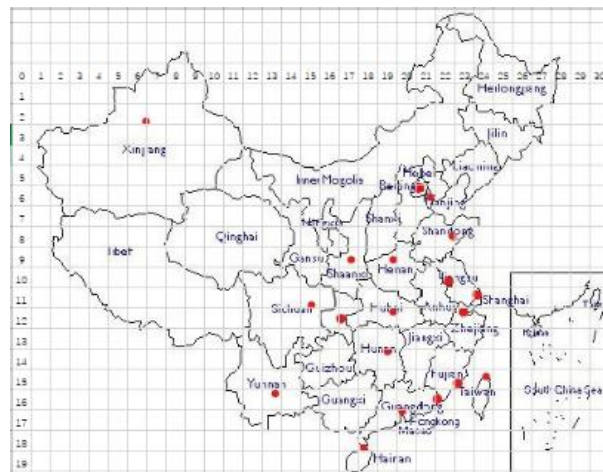 0 1 2 3 4 5 6 7 8 9 10 11 12 13 14 15 16 17 18 19 20 21 22 23 24 25 26 27 28 29 30
1
2
3
4
5
6
7
8
9
10
11
12
13
14
15
16
17
18
19
Heilongjiang
Jilin
Xinjiang
Liaoning
Hebei
Inner Mogolia
Beijing
Tianjing
Shanxi
Shandong
Qinghai
Tibet
Gansu
Henan
Shaanxi
Shanghai
Sichuan
Hubei
Anhui
Zhejiang
Jiangxi
Hunan
Guizhou
Fujian
Yunnan
Taiwan
Guangxi
Guangdong
South China Sea
Hongkong
Macao
Hainan